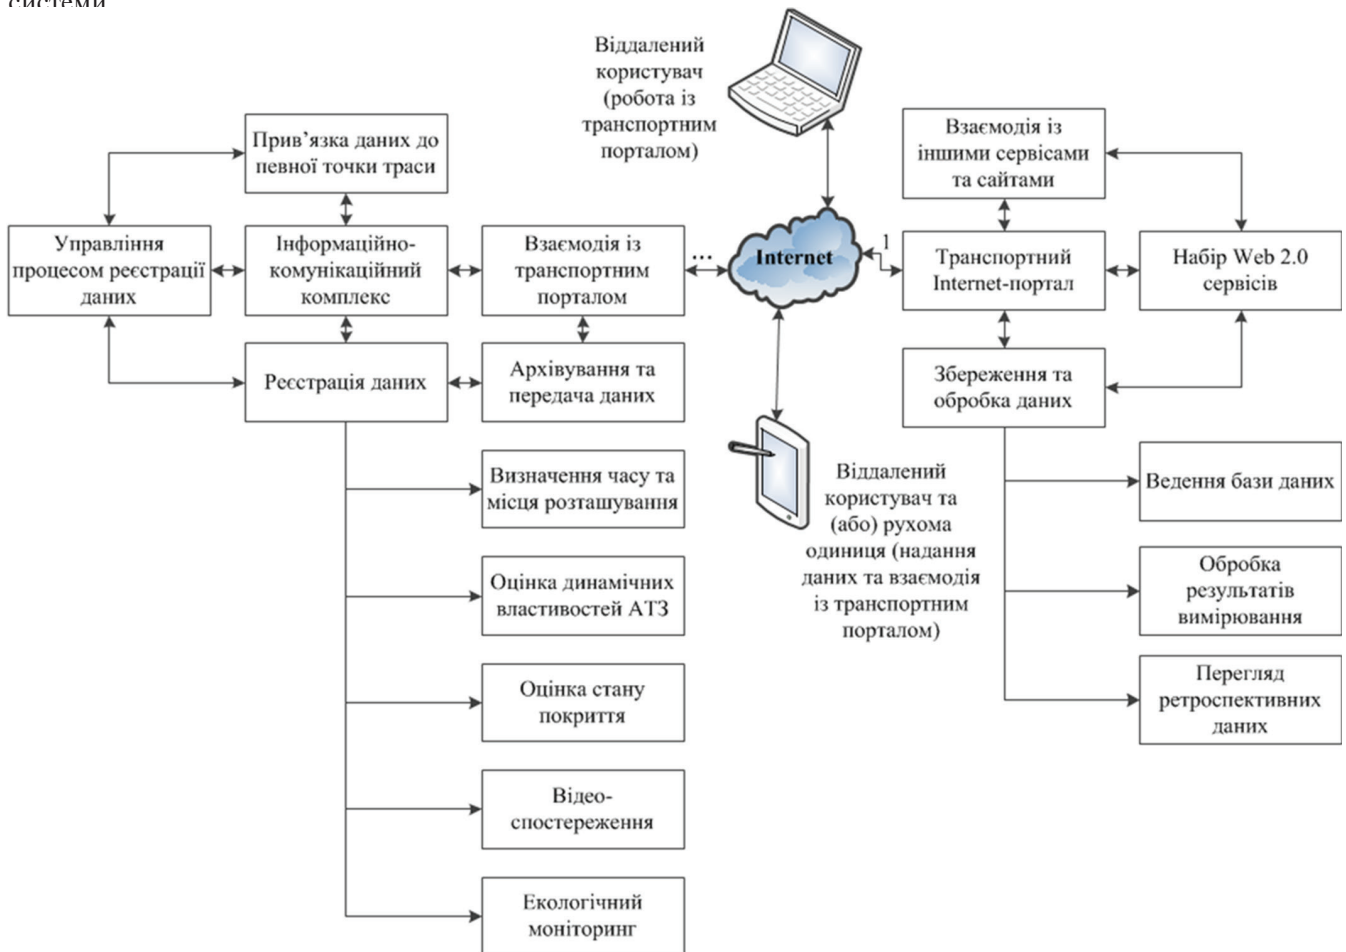 системи
Віддалений
користувач
(робота із
транспортним
порталом)
Прив’язка даних до
певної точки траси
Взаємодія із
іншими сервісами
та сайтами
Управління
процесом реєстрації
даних
Інформаційно-
комунікаційний
комплекс
Взаємодія із
транспортним
порталом
...
Internet
1
Транспортний
Internet-портал
Набір Web 2.0
сервісів
Реєстрація даних
Архівування та
передача даних
Збереження та
обробка даних
Визначення часу та
місця розташування
Віддалений
користувач та
(або) рухома
одиниця (надання
даних та взаємодія
із транспортним
порталом)
Ведення бази даних
Оцінка динамічних
властивостей АТЗ
Обробка
результатів
вимірювання
Оцінка стану
покриття
Перегляд
ретроспективних
даних
Відео-
спостереження
Екологічний
моніторинг